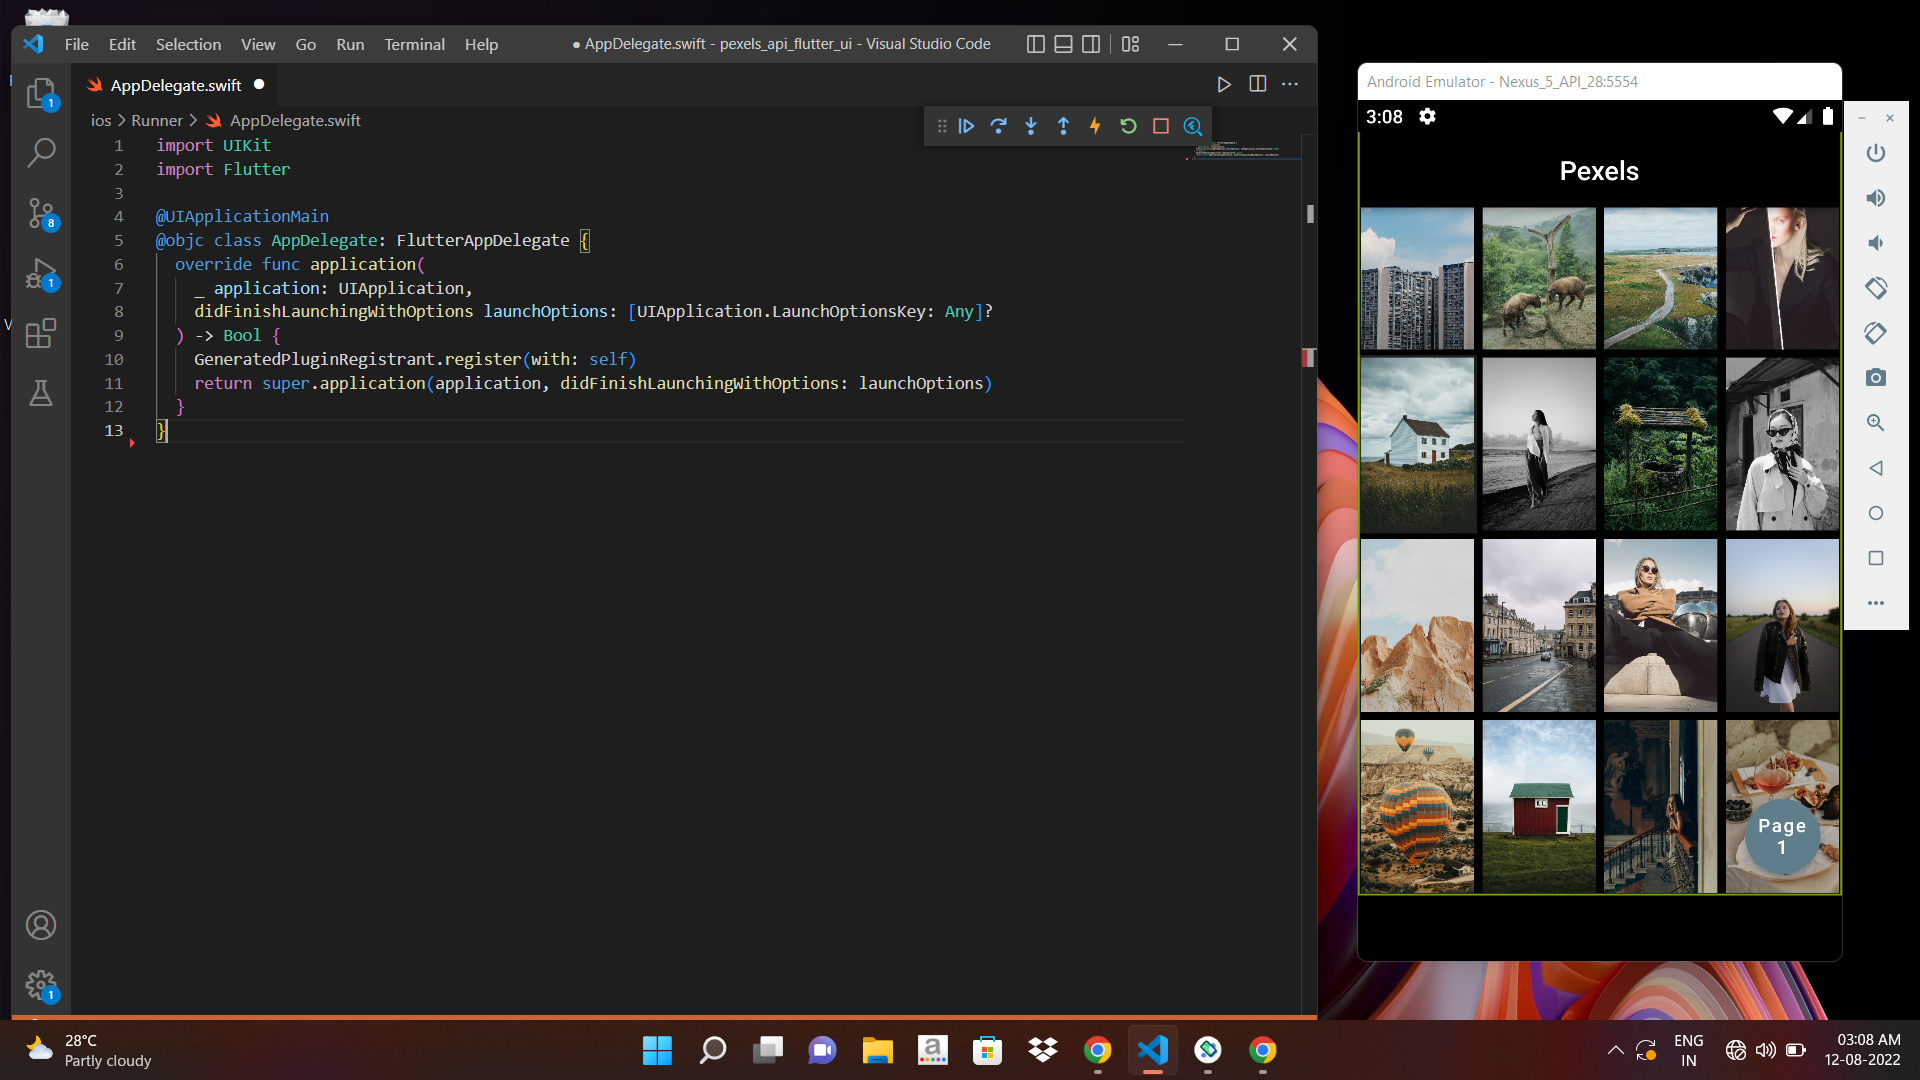 File Edit Selection View Go Run Terminal Help
● AppDelegate.swift - pexels_api_flutter_ui - Visual Studio Code
AppDelegate.swift
ios > Runner > AppDelegate.swift
1 import UIKit
2 import Flutter
3
4 @UIApplicationMain
5 @objc class AppDelegate: FlutterAppDelegate {
6 override func application(
7 _ application: UIApplication,
8 didFinishLaunchingWithOptions launchOptions: [UIApplication.LaunchOptionsKey: Any]?
9 ) -> Bool {
10 GeneratedPluginRegistrant.register(with: self)
11 return super.application(application, didFinishLaunchingWithOptions: launchOptions)
12 }
13 }
1
8
1
1
Android Emulator - Nexus_5_API_28:5554
3:08
Pexels
Page
1
28°C
Partly cloudy
a
ENG
IN
03:08 AM
12-08-2022